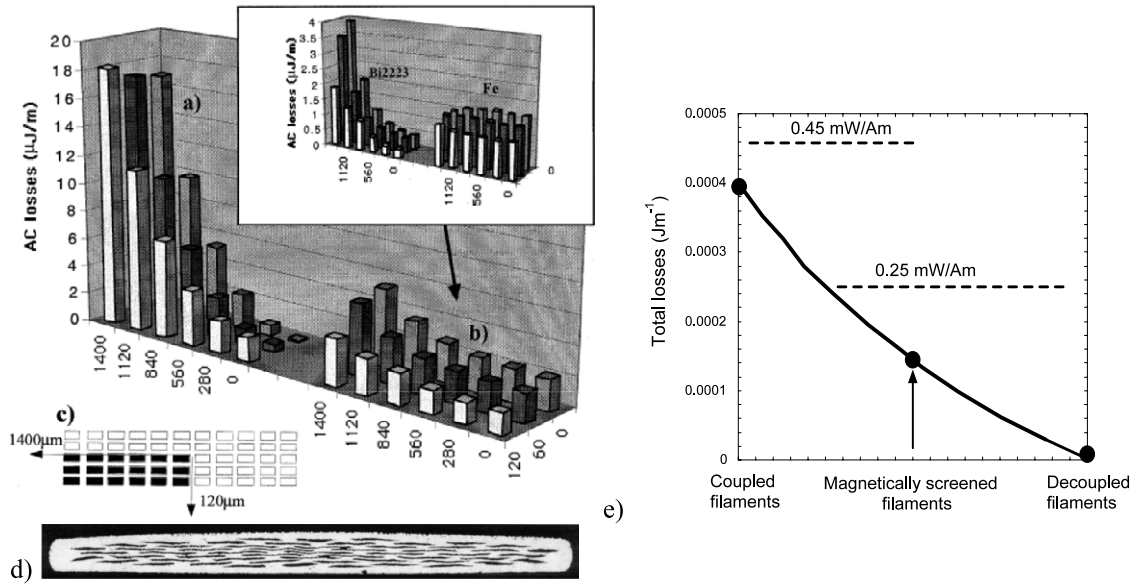 20
18
16
14
12
10
8
6
4
2
0
AC losses (μJ/m)
a)
1400
1120
840
560
280
0
b)
1400
1120
840
560
280
0
120
60
0
4
3.5
3
2.5
2
1.5
1
0.5
0
AC losses (μJ/m)
Bi2223
Fe
1120
560
0
1120
560
0
0
c)
1400μm
120μm
d)
0.0005
0.0004
0.0003
0.0002
0.0001
0
Total losses (Jm⁻¹)
0.45 mW/Am
0.25 mW/Am
Coupled
filaments
Magnetically screened
filaments
Decoupled
filaments
e)